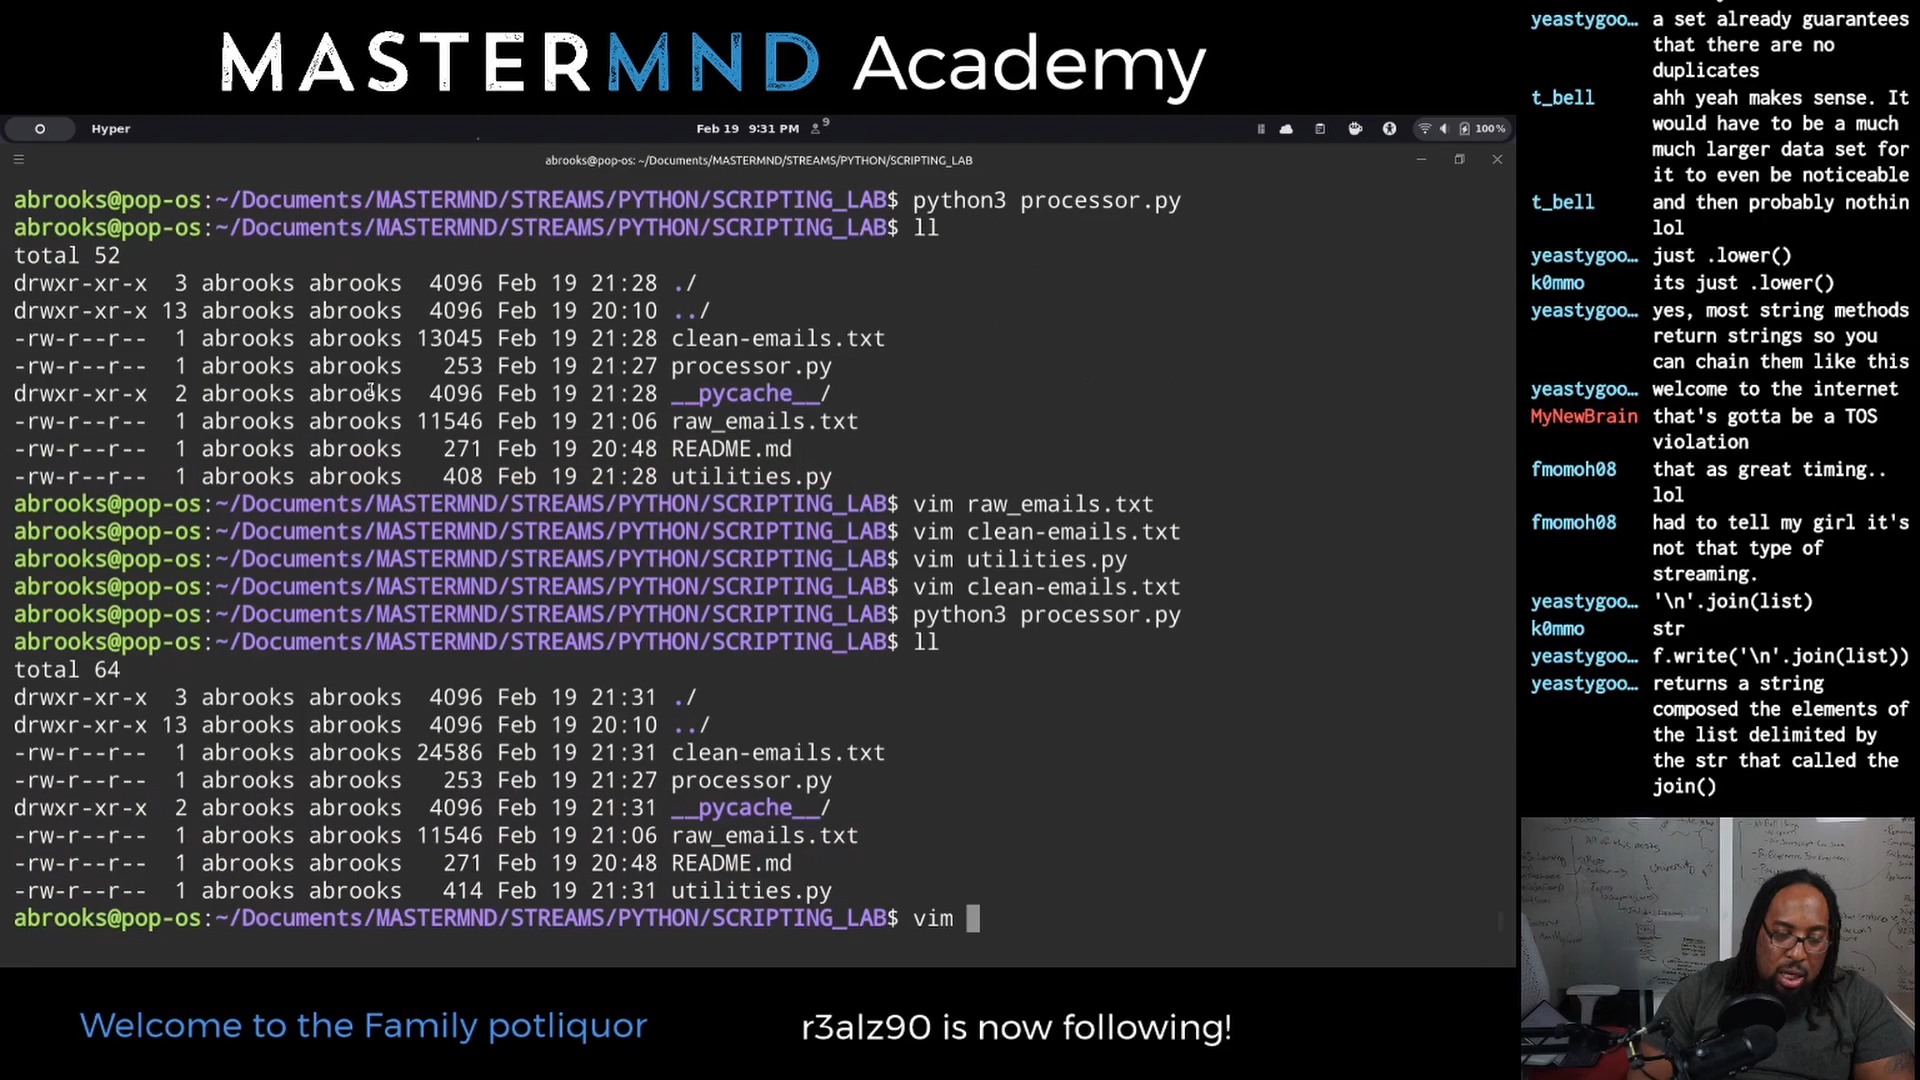 MASTERMND Academy
Hyper
Feb 19 9:31 PM
9
100%
abrooks@pop-os: ~/Documents/MASTERMND/STREAMS/PYTHON/SCRIPTING_LAB
abrooks@pop-os:~/Documents/MASTERMND/STREAMS/PYTHON/SCRIPTING_LAB$ python3 processor.py
abrooks@pop-os:~/Documents/MASTERMND/STREAMS/PYTHON/SCRIPTING_LAB$ ll
total 52
drwxr-xr-x 3 abrooks abrooks 4096 Feb 19 21:28 ./
drwxr-xr-x 13 abrooks abrooks 4096 Feb 19 20:10 ../
-rw-r--r-- 1 abrooks abrooks 13045 Feb 19 21:28 clean-emails.txt
-rw-r--r-- 1 abrooks abrooks 253 Feb 19 21:27 processor.py
drwxr-xr-x 2 abrooks abrooks 4096 Feb 19 21:28 __pycache__/
-rw-r--r-- 1 abrooks abrooks 11546 Feb 19 21:06 raw_emails.txt
-rw-r--r-- 1 abrooks abrooks 271 Feb 19 20:48 README.md
-rw-r--r-- 1 abrooks abrooks 408 Feb 19 21:28 utilities.py
abrooks@pop-os:~/Documents/MASTERMND/STREAMS/PYTHON/SCRIPTING_LAB$ vim raw_emails.txt
abrooks@pop-os:~/Documents/MASTERMND/STREAMS/PYTHON/SCRIPTING_LAB$ vim clean-emails.txt
abrooks@pop-os:~/Documents/MASTERMND/STREAMS/PYTHON/SCRIPTING_LAB$ vim utilities.py
abrooks@pop-os:~/Documents/MASTERMND/STREAMS/PYTHON/SCRIPTING_LAB$ vim clean-emails.txt
abrooks@pop-os:~/Documents/MASTERMND/STREAMS/PYTHON/SCRIPTING_LAB$ python3 processor.py
abrooks@pop-os:~/Documents/MASTERMND/STREAMS/PYTHON/SCRIPTING_LAB$ ll
total 64
drwxr-xr-x 3 abrooks abrooks 4096 Feb 19 21:31 ./
drwxr-xr-x 13 abrooks abrooks 4096 Feb 19 20:10 ../
-rw-r--r-- 1 abrooks abrooks 24586 Feb 19 21:31 clean-emails.txt
-rw-r--r-- 1 abrooks abrooks 253 Feb 19 21:27 processor.py
drwxr-xr-x 2 abrooks abrooks 4096 Feb 19 21:31 __pycache__/
-rw-r--r-- 1 abrooks abrooks 11546 Feb 19 21:06 raw_emails.txt
-rw-r--r-- 1 abrooks abrooks 271 Feb 19 20:48 README.md
-rw-r--r-- 1 abrooks abrooks 414 Feb 19 21:31 utilities.py
abrooks@pop-os:~/Documents/MASTERMND/STREAMS/PYTHON/SCRIPTING_LAB$ vim
yeastygoo… a set already guarantees
that there are no
duplicates
t_bell ahh yeah makes sense. It
would have to be a much
much larger data set for
it to even be noticeable
t_bell and then probably nothin
lol
yeastygoo… just .lower()
k0mmo its just .lower()
yeastygoo… yes, most string methods
return strings so you
can chain them like this
yeastygoo… welcome to the internet
MyNewBrain that's gotta be a TOS
violation
fmomoh08 that as great timing..
lol
fmomoh08 had to tell my girl it's
not that type of
streaming.
yeastygoo… '\n'.join(list)
k0mmo str
yeastygoo… f.write('\n'.join(list))
yeastygoo… returns a string
composed the elements of
the list delimited by
the str that called the
join()
Welcome to the Family potliquor
r3alz90 is now following!